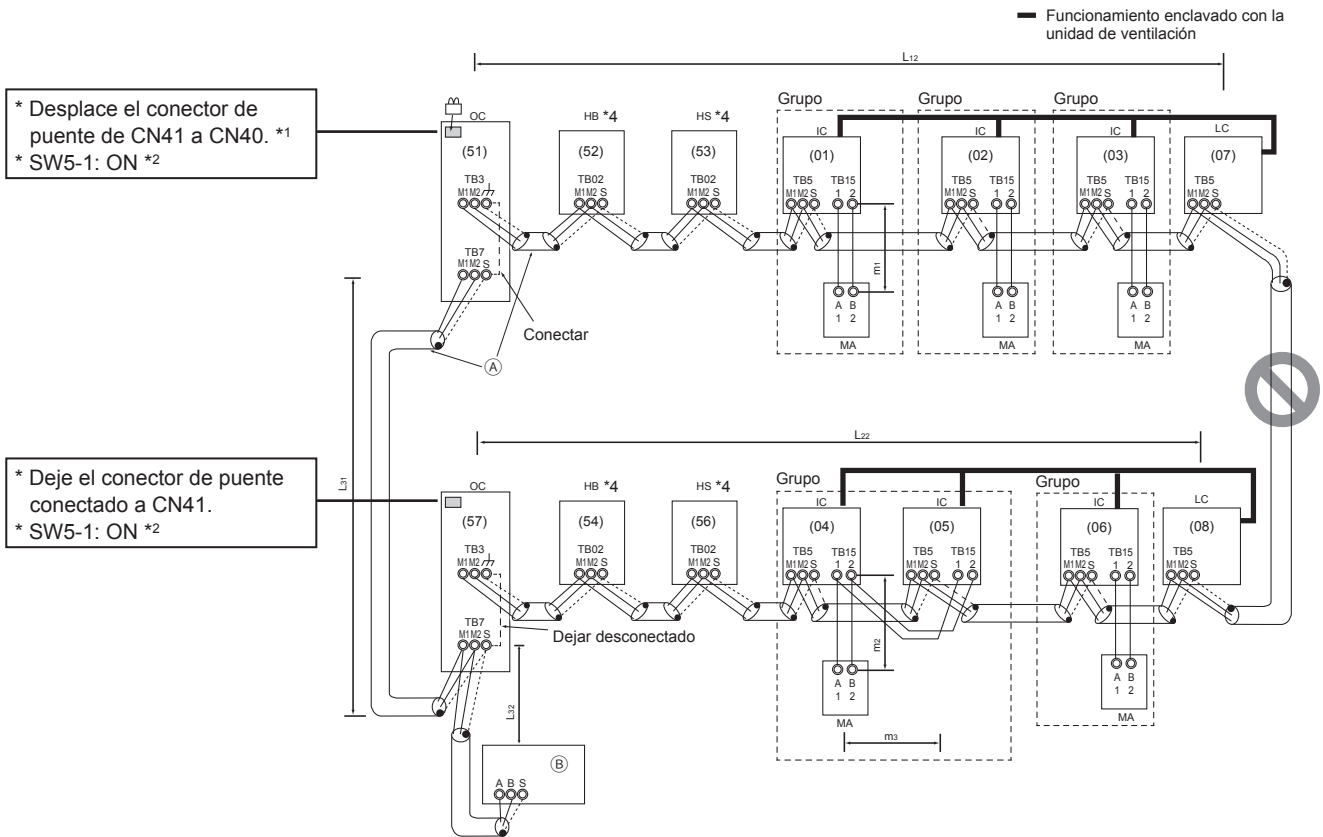 Funcionamiento enclavado con la
unidad de ventilación
L12
* Desplace el conector de
puente de CN41 a CN40. *1
* SW5-1: ON *2
OC
(51)
TB3
M1M2
TB7
M1M2 S
Conectar
A
HB *4
(52)
TB02
M1M2 S
HS *4
(53)
TB02
M1M2 S
Grupo
IC
(01)
TB5 TB15
M1M2 S 1 2
m1
A B
1 2
MA
Grupo
IC
(02)
TB5 TB15
M1M2 S 1 2
A B
1 2
MA
Grupo
IC
(03)
TB5 TB15
M1M2 S 1 2
A B
1 2
MA
LC
(07)
TB5
M1M2 S
L31
L22
* Deje el conector de puente
conectado a CN41.
* SW5-1: ON *2
OC
(57)
TB3
M1M2
TB7
M1M2 S
Dejar desconectado
HB *4
(54)
TB02
M1M2 S
HS *4
(56)
TB02
M1M2 S
Grupo
IC
(04)
TB5 TB15
M1M2 S 1 2
IC
(05)
TB5 TB15
M1M2 S 1 2
m2
A B
1 2
MA
m3
Grupo
IC
(06)
TB5 TB15
M1M2 S 1 2
A B
1 2
MA
LC
(08)
TB5
M1M2 S
L32
B
A B S